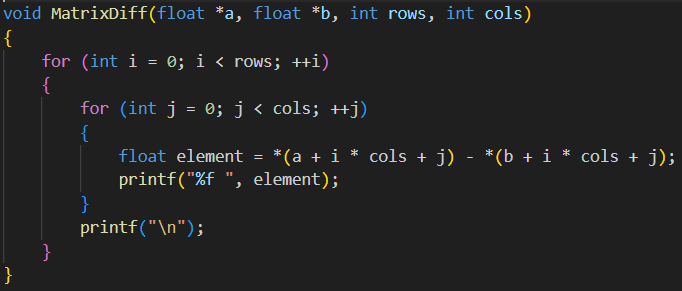 void MatrixDiff(float *a, float *b, int rows, int cols)
{
    for (int i = 0; i < rows; ++i)
    {
        for (int j = 0; j < cols; ++j)
        {
            float element = *(a + i * cols + j) - *(b + i * cols + j);
            printf("%f ", element);
        }
        printf("\n");
    }
}